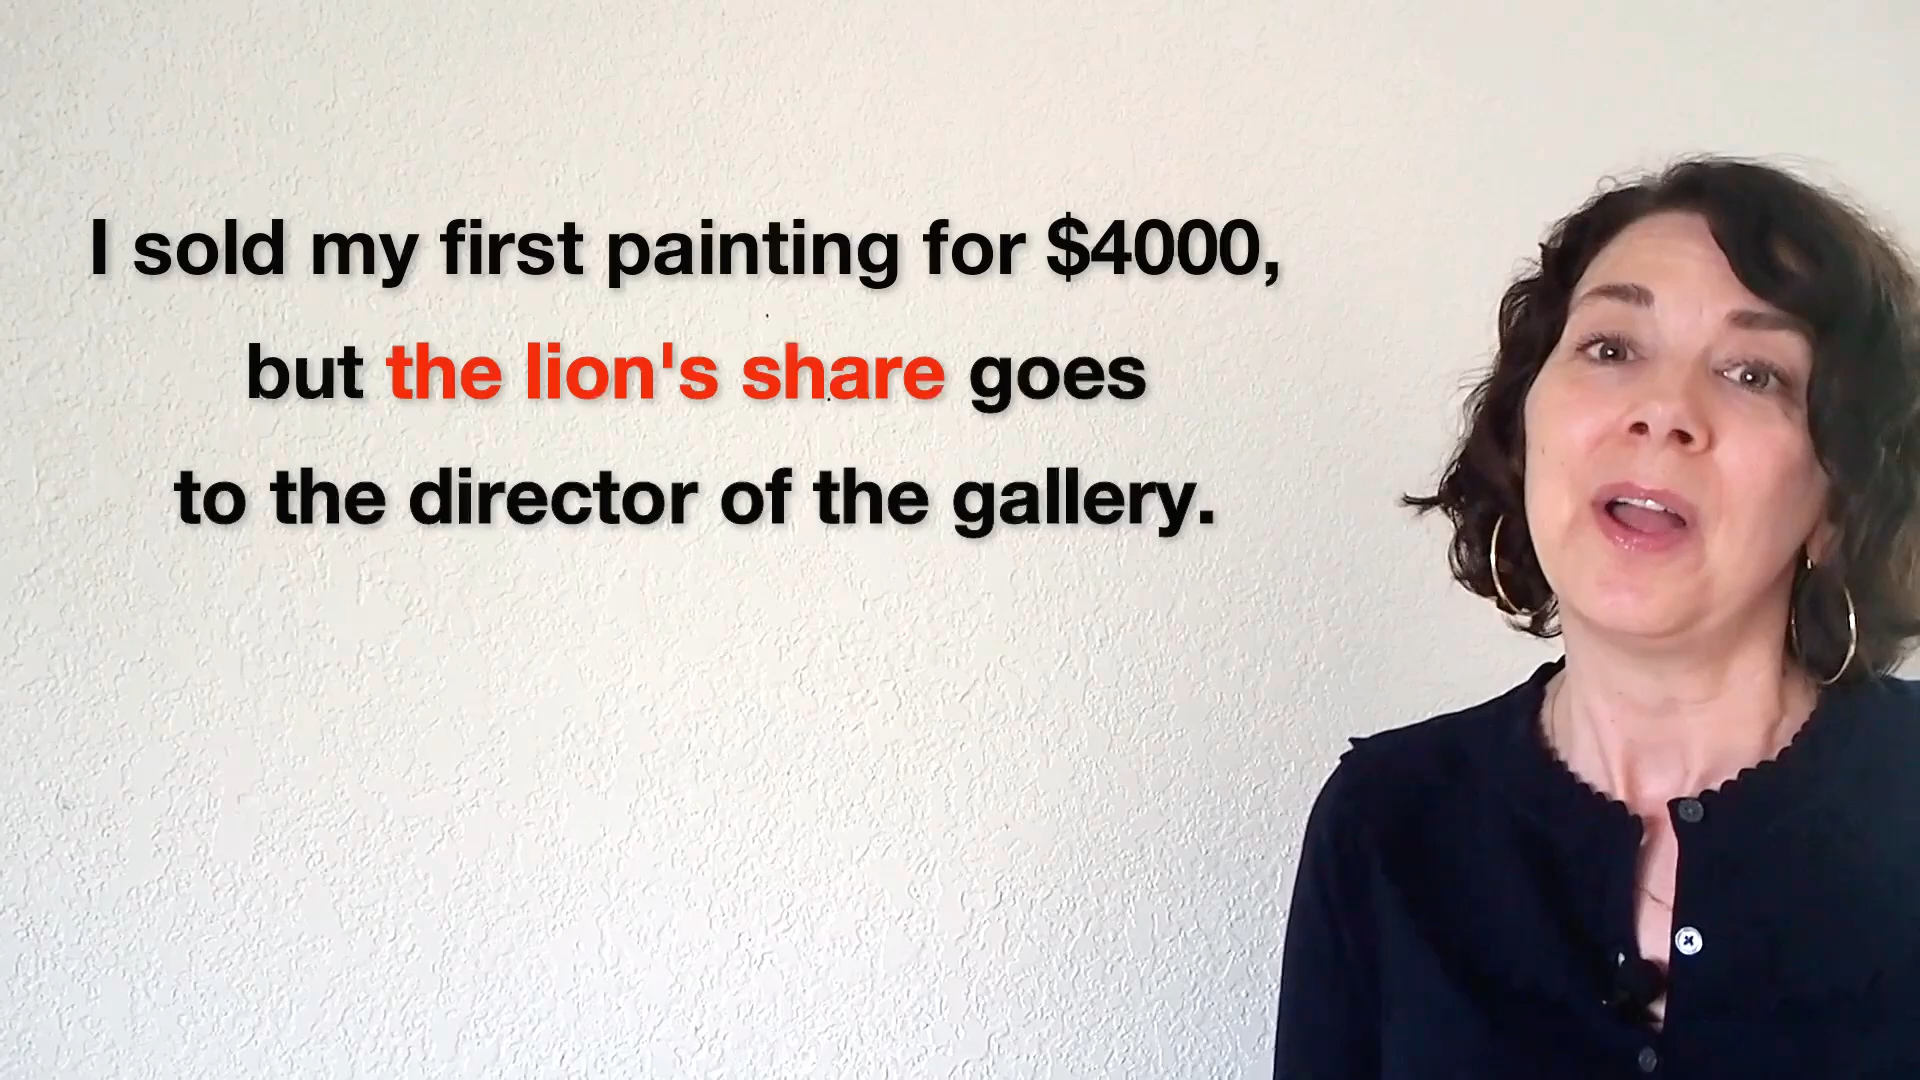 I sold my first painting for $4000,
but the lion's share goes
to the director of the gallery.